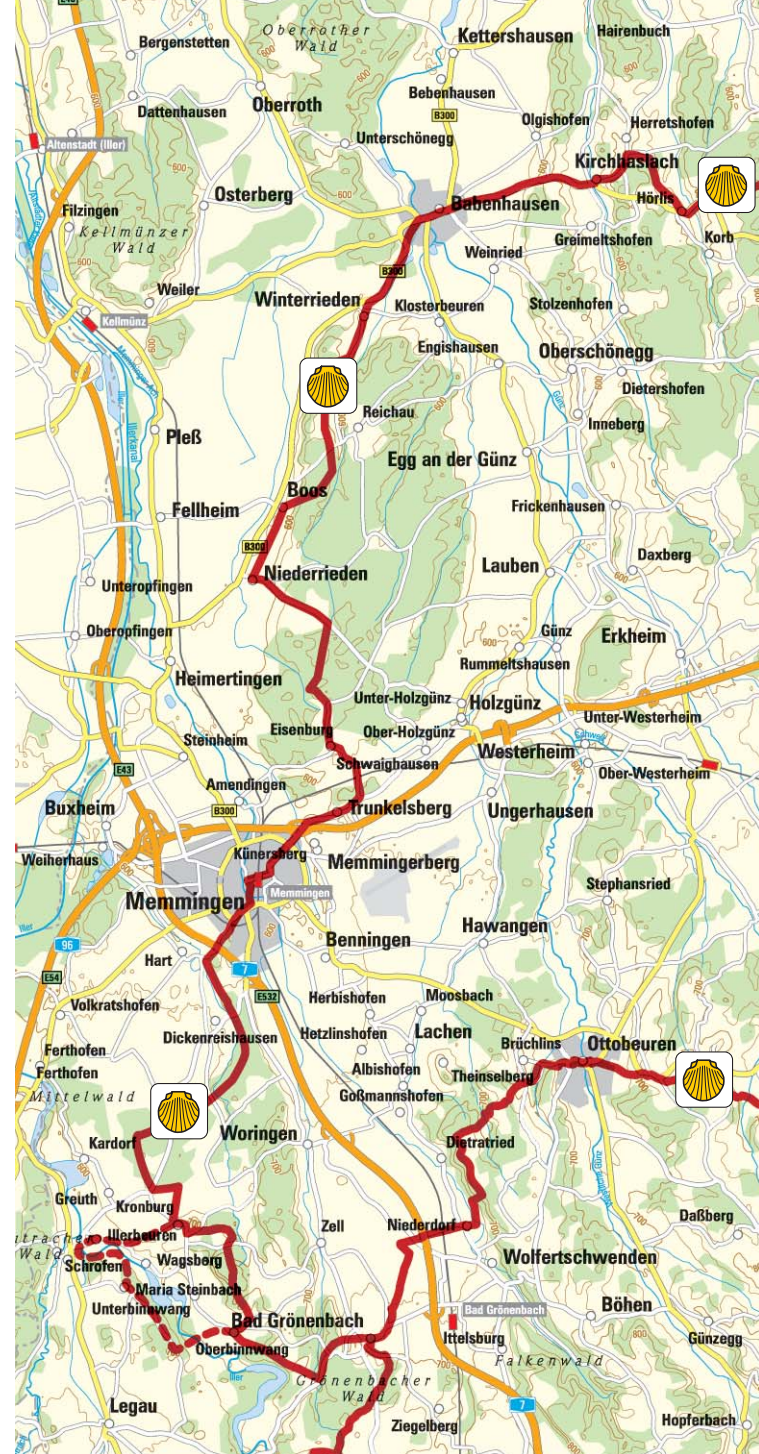 Oberrother
Wald
Kettershausen
Hairenbuch
Bergenstetten
Bebenhausen
Dattenhausen
Oberroth
B300
Olgishofen
Herretshofen
Altenstadt (Iller)
Unterschönegg
Kirchhaslach
Osterberg
Babenhausen
Hörlis
Filzingen
Kellmünzer
Wald
Greimeltshofen
Korb
Weinried
B300
Weiler
Winterrieden
Klosterbeuren
Stolzenhofen
Kellmünz
Engishausen
Oberschönegg
Dietershofen
Günz
Reichau
Inneberg
Pleß
Iller
Illerkanal
Egg an der Günz
Boos
Fellheim
Frickenhausen
B300
Daxberg
Niederrieden
Lauben
Unteropfingen
Oberopfingen
Günz
Erkheim
Heimertingen
Rummeltshausen
Unter-Holzgünz
Holzgünz
Unter-Westerheim
Eisenburg
Ober-Holzgünz
Steinheim
Westerheim
Schwaighausen
E43
Ober-Westerheim
Amendingen
Buxheim
B300
Trunkelsberg
Ungerhausen
Künersberg
Weiherhaus
Memmingerberg
Stephansried
Memmingen
Memmingen
Iller
Hawangen
96
Benningen
Hart
7
E54
E532
Herbishofen
Moosbach
Volkratshofen
Dickenreishausen
Hetzlinshofen
Lachen
Brüchlins
Ottobeuren
Ferthofen
Ferthofen
Albishofen
Theinselberg
Mittelwald
Goßmannshofen
Woringen
Kardorf
Dietratried
Greuth
Kronburg
Daßberg
Zell
Niederdorf
Illerbeuren
Wald
Schrofen
Wagsberg
Wolfertschwenden
Maria Steinbach
Unterbinnwang
Bad Grönenbach
Bad Grönenbach
Böhen
Oberbinnwang
Ittelsburg
Günzegg
Iller
Falkenwald
Grönenbacher
Wald
Legau
7
Ziegelberg
Hopferbach